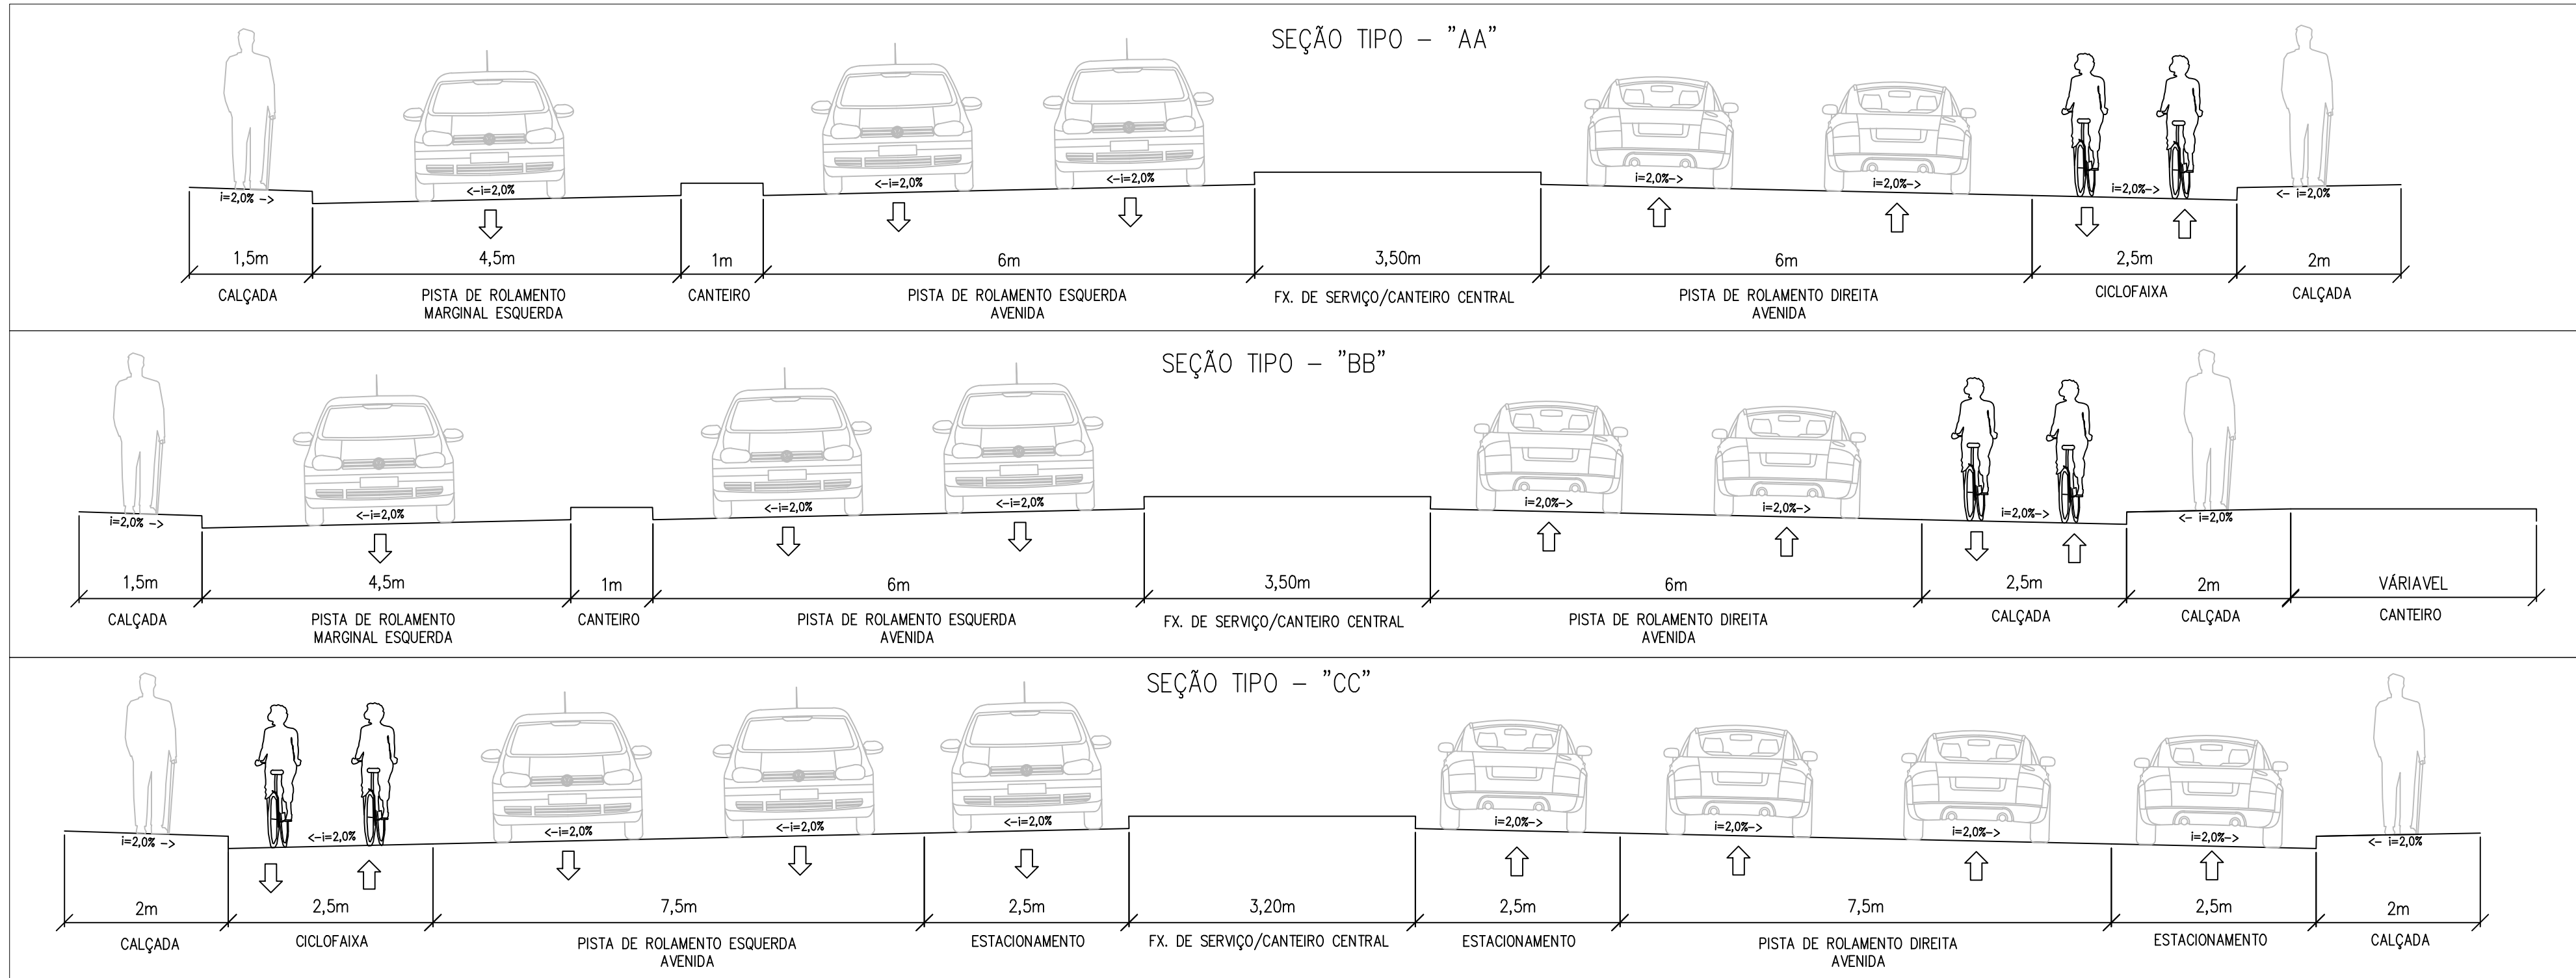 SEÇÃO TIPO – "AA"
i=2,0% ->
<-i=2,0%
<-i=2,0%
<-i=2,0%
i=2,0%->
i=2,0%->
i=2,0%->
<- i=2,0%
1,5m
4,5m
1m
6m
3,50m
6m
2,5m
2m
CALÇADA
PISTA DE ROLAMENTO
MARGINAL ESQUERDA
CANTEIRO
PISTA DE ROLAMENTO ESQUERDA
AVENIDA
FX. DE SERVIÇO/CANTEIRO CENTRAL
PISTA DE ROLAMENTO DIREITA
AVENIDA
CICLOFAIXA
CALÇADA
SEÇÃO TIPO – "BB"
i=2,0% ->
<-i=2,0%
<-i=2,0%
<-i=2,0%
i=2,0%->
i=2,0%->
i=2,0%->
<- i=2,0%
1,5m
4,5m
1m
6m
3,50m
6m
2,5m
2m
VÁRIAVEL
CALÇADA
PISTA DE ROLAMENTO
MARGINAL ESQUERDA
CANTEIRO
PISTA DE ROLAMENTO ESQUERDA
AVENIDA
FX. DE SERVIÇO/CANTEIRO CENTRAL
PISTA DE ROLAMENTO DIREITA
AVENIDA
CALÇADA
CALÇADA
CANTEIRO
SEÇÃO TIPO – "CC"
i=2,0% ->
<-i=2,0%
<-i=2,0%
<-i=2,0%
<-i=2,0%
i=2,0%->
i=2,0%->
i=2,0%->
i=2,0%->
<- i=2,0%
2m
2,5m
7,5m
2,5m
3,20m
2,5m
7,5m
2,5m
2m
CALÇADA
CICLOFAIXA
PISTA DE ROLAMENTO ESQUERDA
AVENIDA
ESTACIONAMENTO
FX. DE SERVIÇO/CANTEIRO CENTRAL
ESTACIONAMENTO
PISTA DE ROLAMENTO DIREITA
AVENIDA
ESTACIONAMENTO
CALÇADA